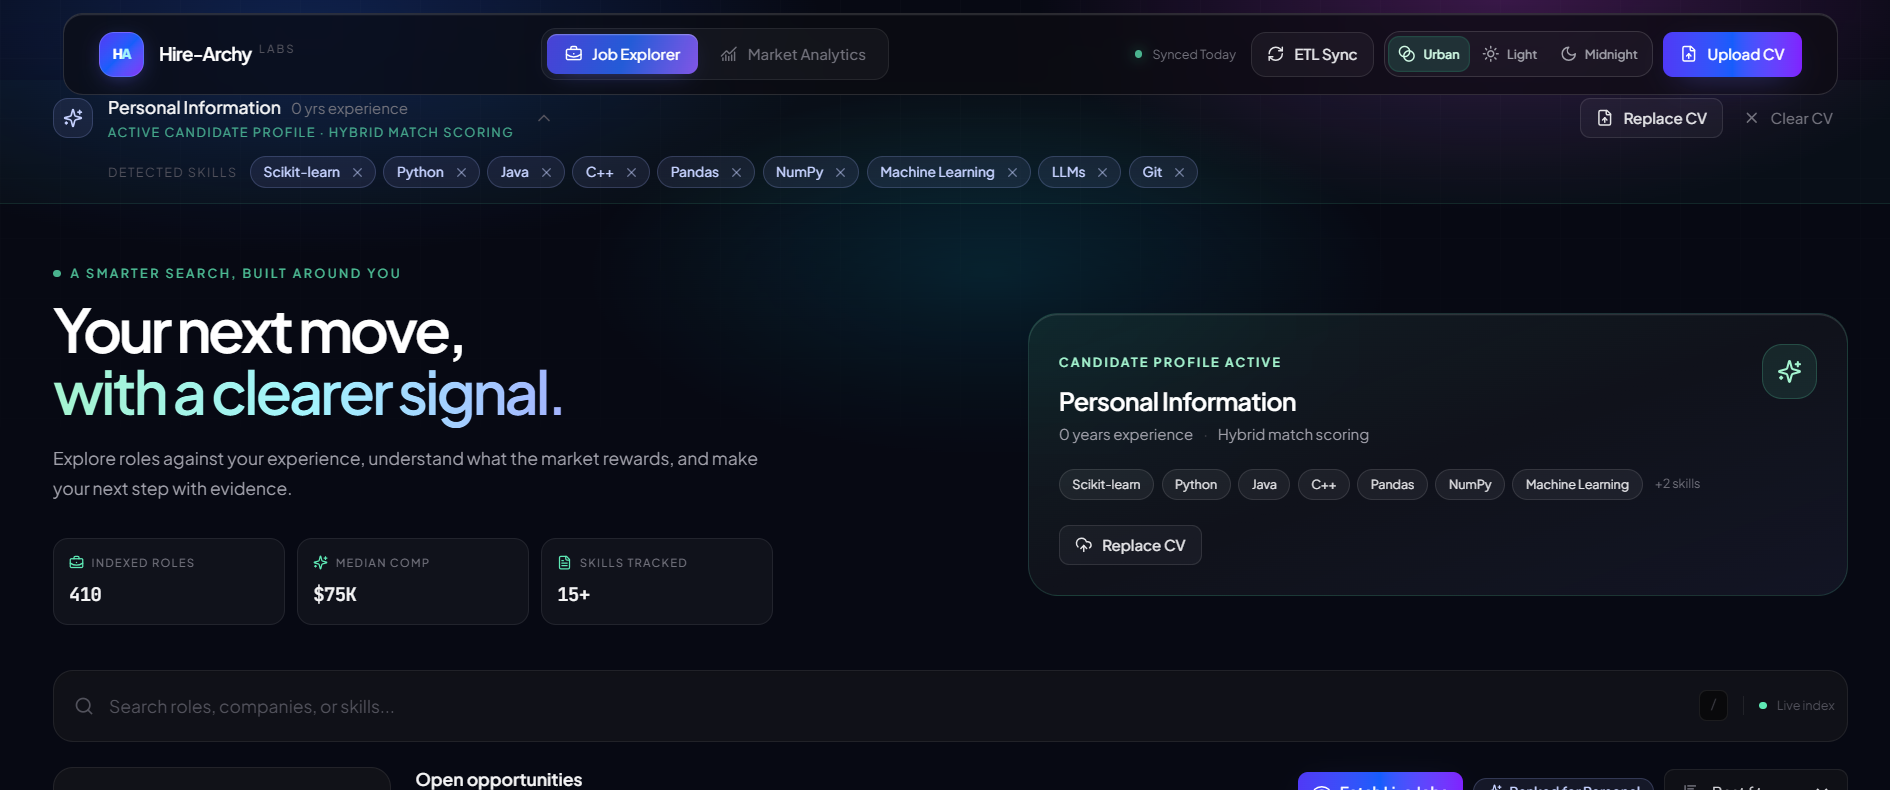 HA Hire-Archy LABS Job Explorer Market Analytics Synced Today ETL Sync Urban Light Midnight Upload CV
Personal Information 0 yrs experience
ACTIVE CANDIDATE PROFILE · HYBRID MATCH SCORING
Replace CV Clear CV
DETECTED SKILLS Scikit-learn Python Java C++ Pandas NumPy Machine Learning LLMs Git
A SMARTER SEARCH, BUILT AROUND YOU
Your next move,
with a clearer signal.
Explore roles against your experience, understand what the market rewards, and make
your next step with evidence.
INDEXED ROLES
410
MEDIAN COMP
$75K
SKILLS TRACKED
15+
CANDIDATE PROFILE ACTIVE
Personal Information
0 years experience · Hybrid match scoring
Scikit-learn Python Java C++ Pandas NumPy Machine Learning +2 skills
Replace CV
Search roles, companies, or skills... / Live index
Open opportunities